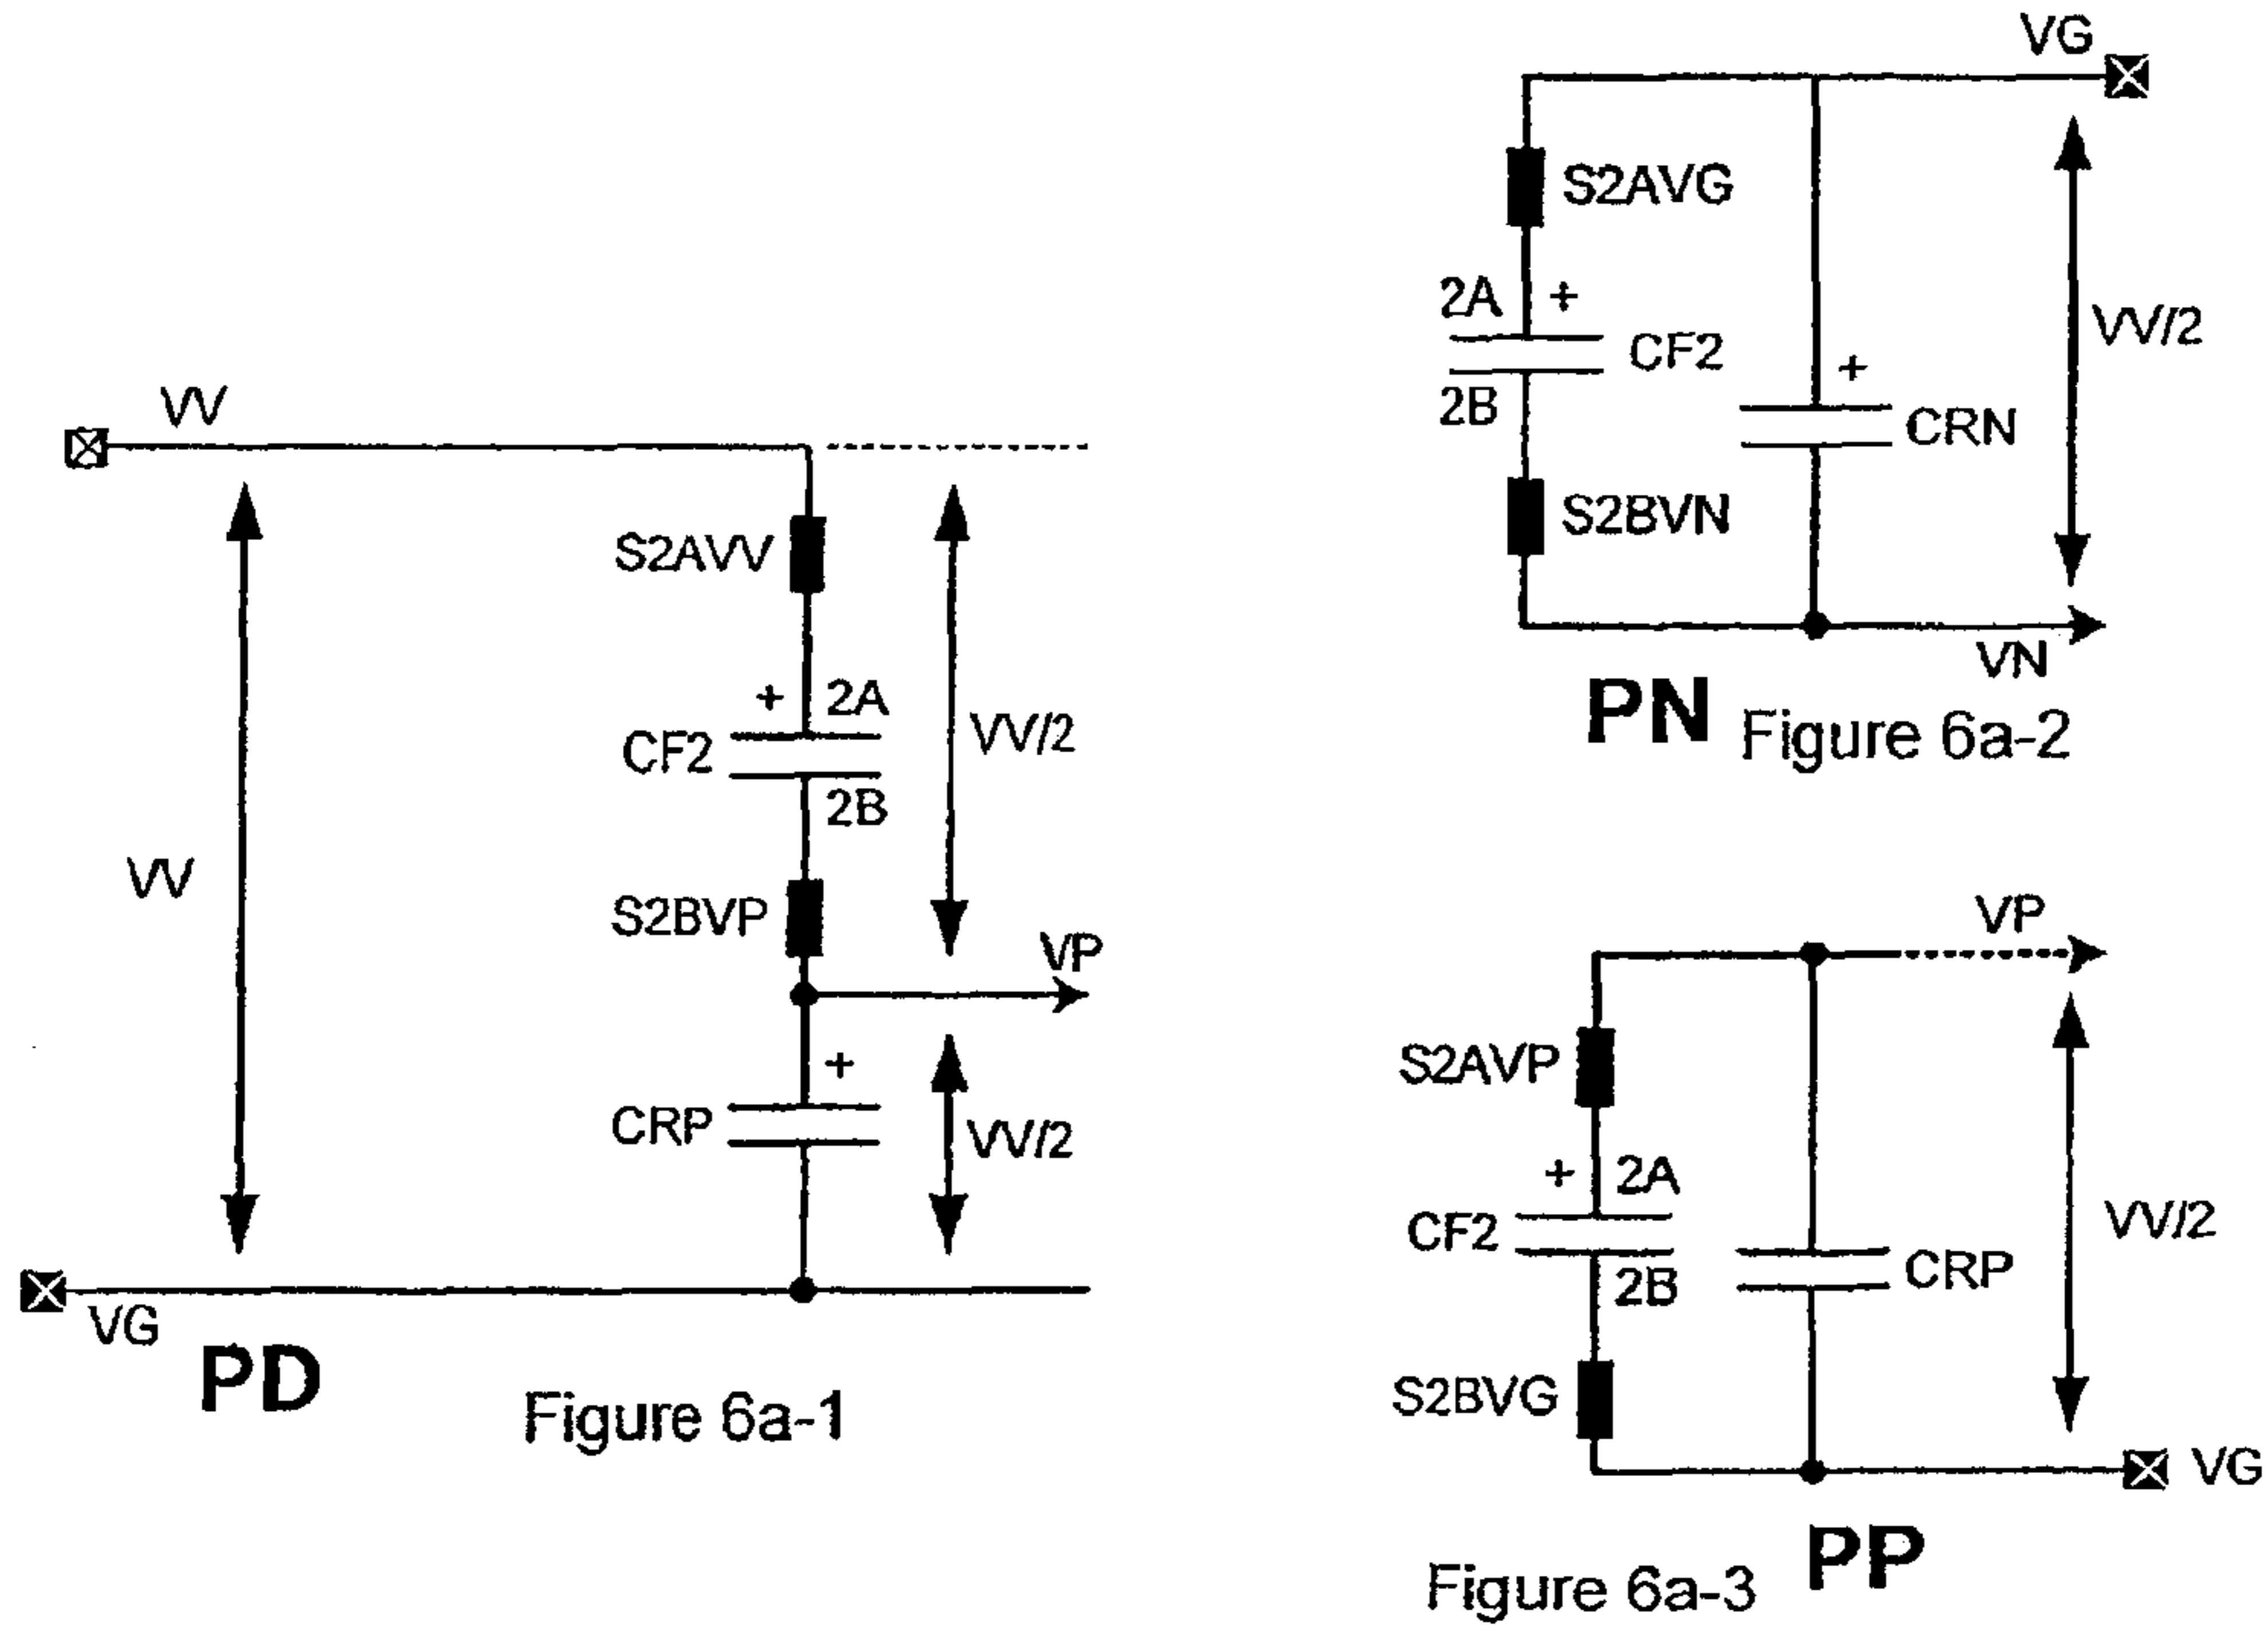 VV
S2AVV
+ 2A
CF2
2B
VV/2
VV
S2BVP
VP
+
CRP
VV/2
VG
PD
Figure 6a-1
VG
S2AVG
2A +
CF2
2B
+
CRN
VV/2
S2BVN
VN
PN Figure 6a-2
VP
S2AVP
+ 2A
CF2
2B
CRP
VV/2
S2BVG
VG
PP
Figure 6a-3